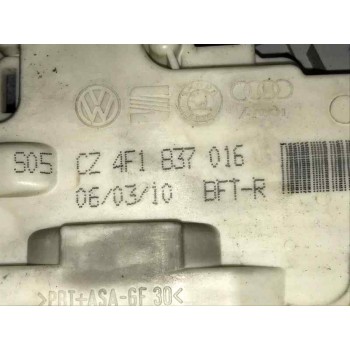 S05 CZ 4F1 837 016
06/03/10 BFT-R
>PBT+ASA-GF 30<